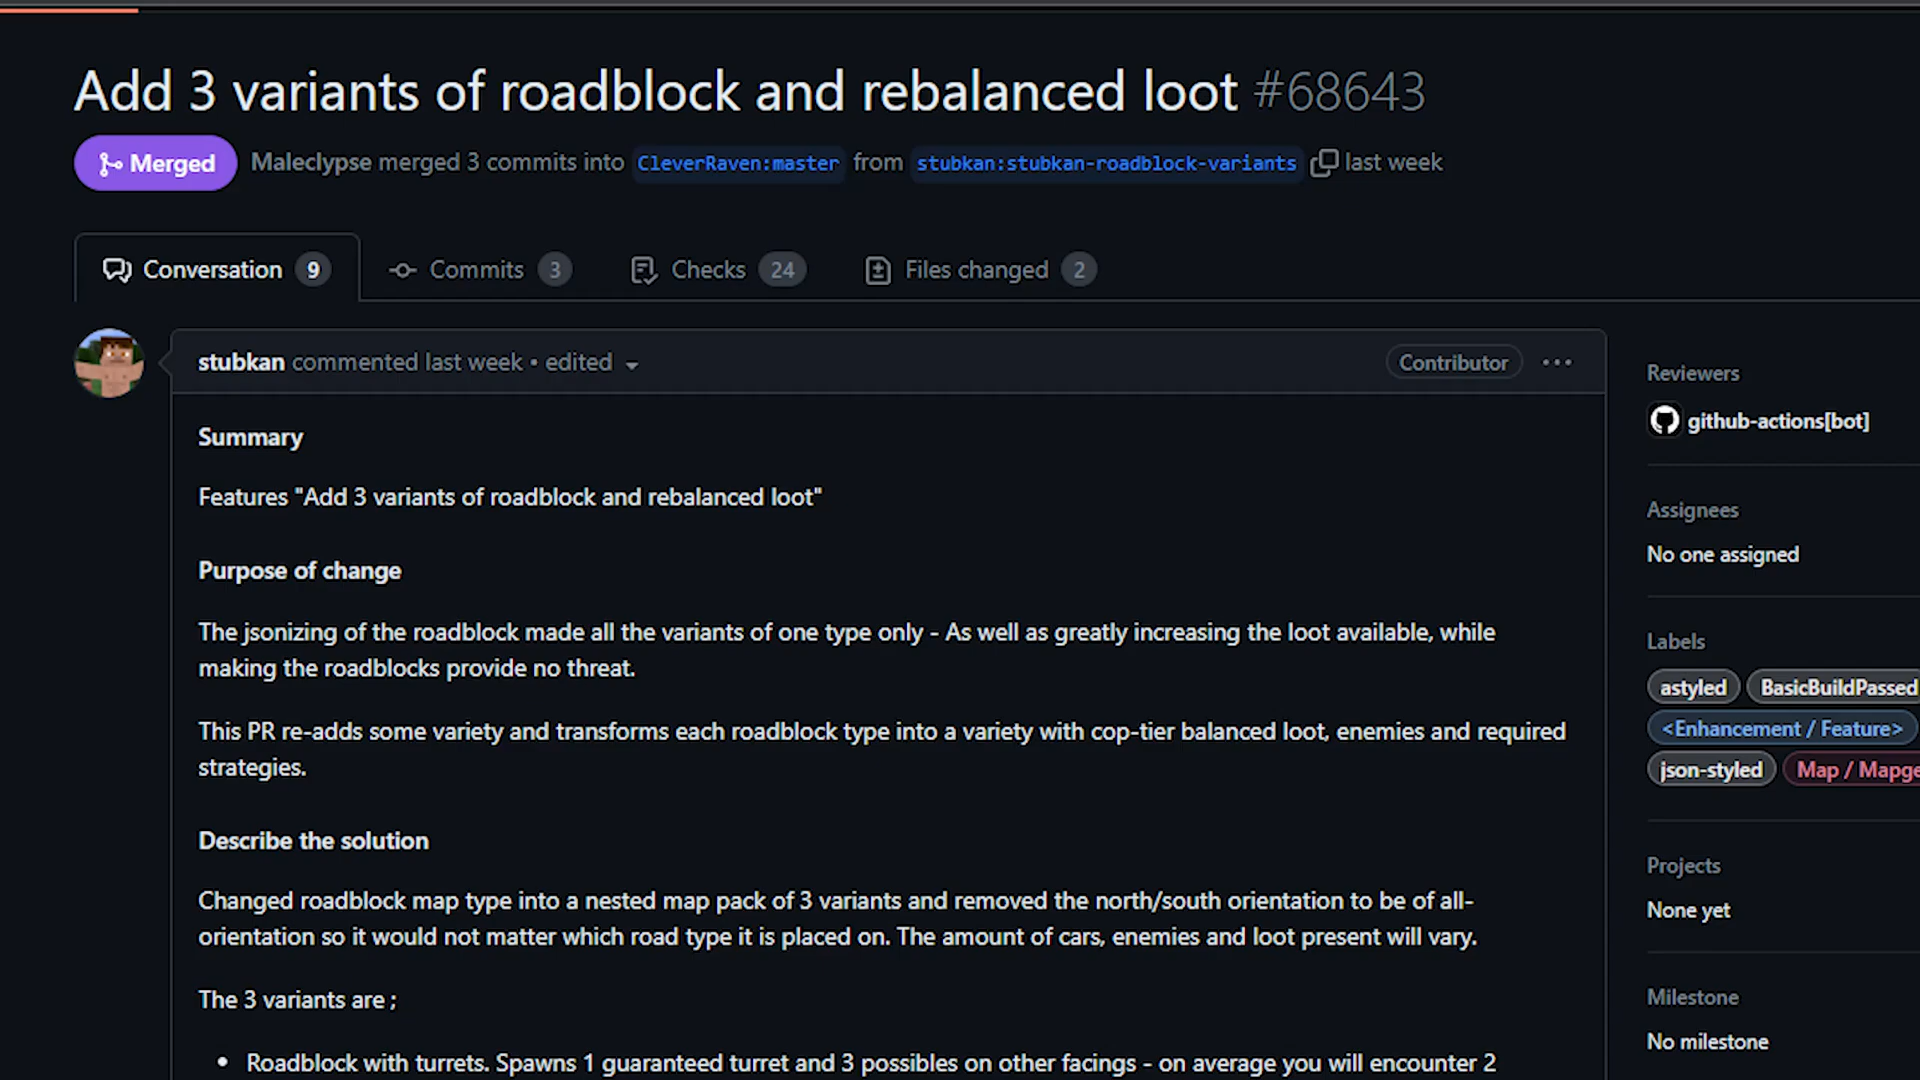 Add 3 variants of roadblock and rebalanced loot #68643
Merged Maleclypse merged 3 commits into CleverRaven:master from stubkan:stubkan-roadblock-variants last week
Conversation 9 Commits 3 Checks 24 Files changed 2
stubkan commented last week • edited Contributor
Summary
Features "Add 3 variants of roadblock and rebalanced loot"
Purpose of change
The jsonizing of the roadblock made all the variants of one type only - As well as greatly increasing the loot available, while
making the roadblocks provide no threat.
This PR re-adds some variety and transforms each roadblock type into a variety with cop-tier balanced loot, enemies and required
strategies.
Describe the solution
Changed roadblock map type into a nested map pack of 3 variants and removed the north/south orientation to be of all-
orientation so it would not matter which road type it is placed on. The amount of cars, enemies and loot present will vary.
The 3 variants are ;
• Roadblock with turrets. Spawns 1 guaranteed turret and 3 possibles on other facings - on average you will encounter 2
Reviewers
github-actions[bot]
Assignees
No one assigned
Labels
astyled BasicBuildPassed
<Enhancement / Feature>
json-styled Map / Mapge
Projects
None yet
Milestone
No milestone